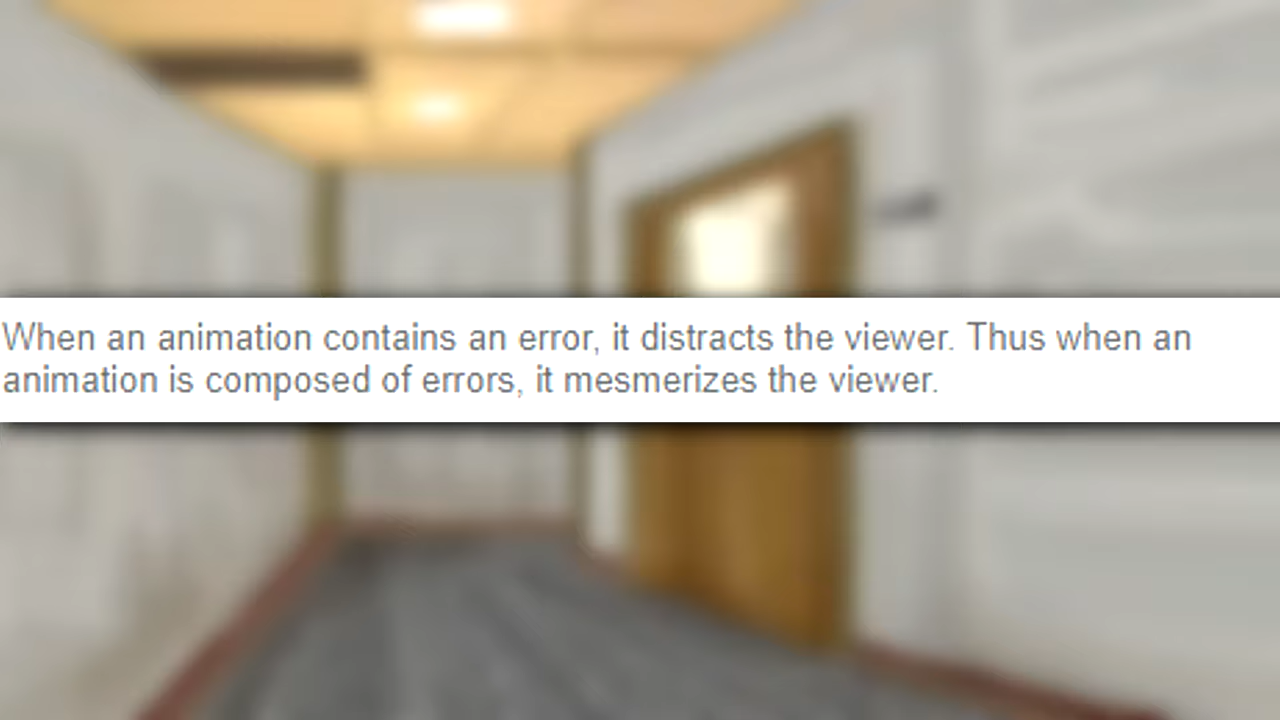 When an animation contains an error, it distracts the viewer. Thus when an
animation is composed of errors, it mesmerizes the viewer.